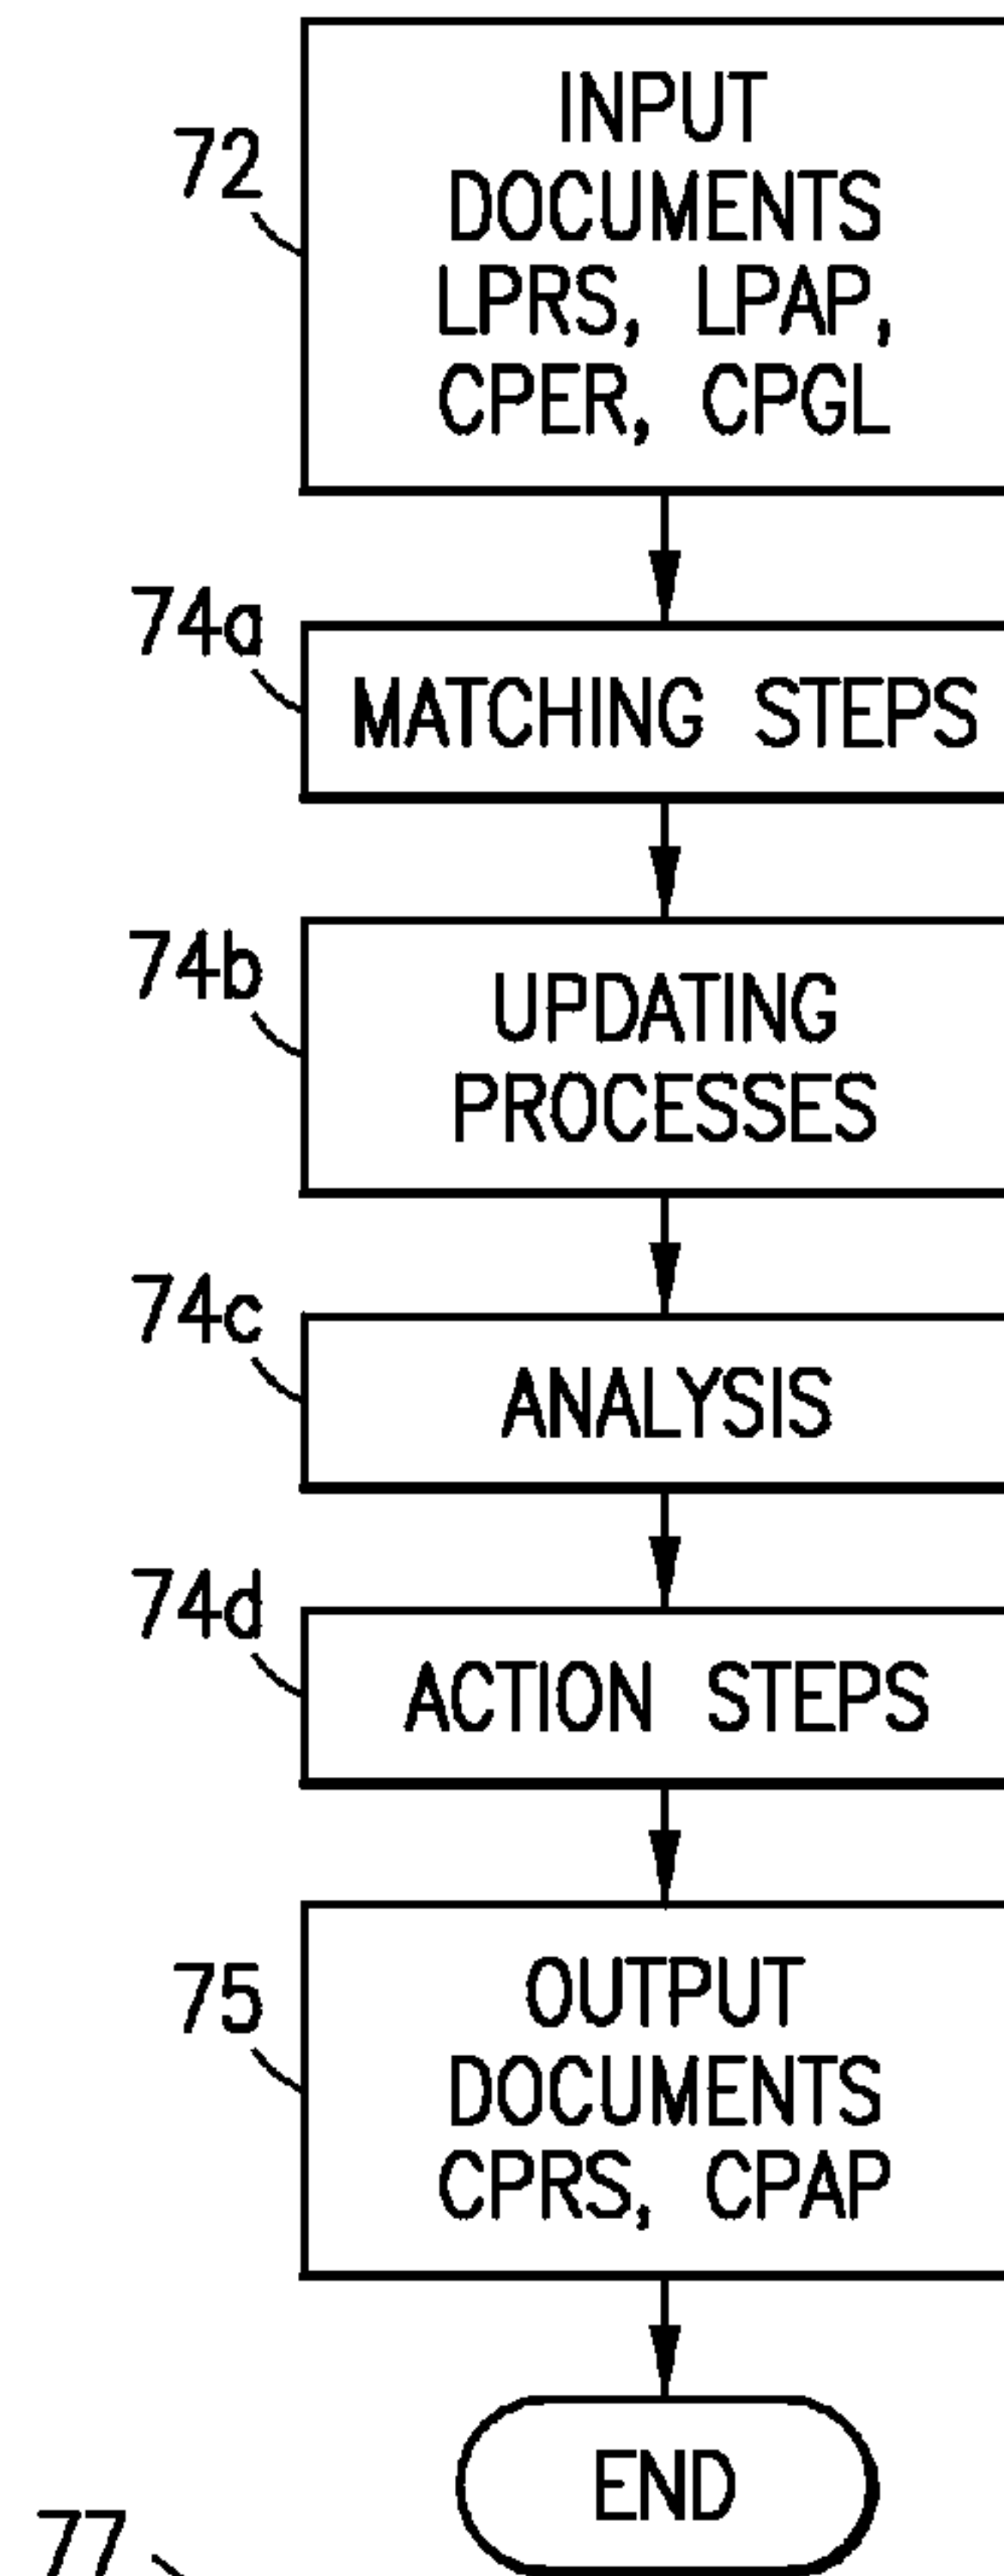 72
INPUT
DOCUMENTS
LPRS, LPAP,
CPER, CPGL
74a
MATCHING STEPS
74b
UPDATING
PROCESSES
74c
ANALYSIS
74d
ACTION STEPS
75
OUTPUT
DOCUMENTS
CPRS, CPAP
END
77